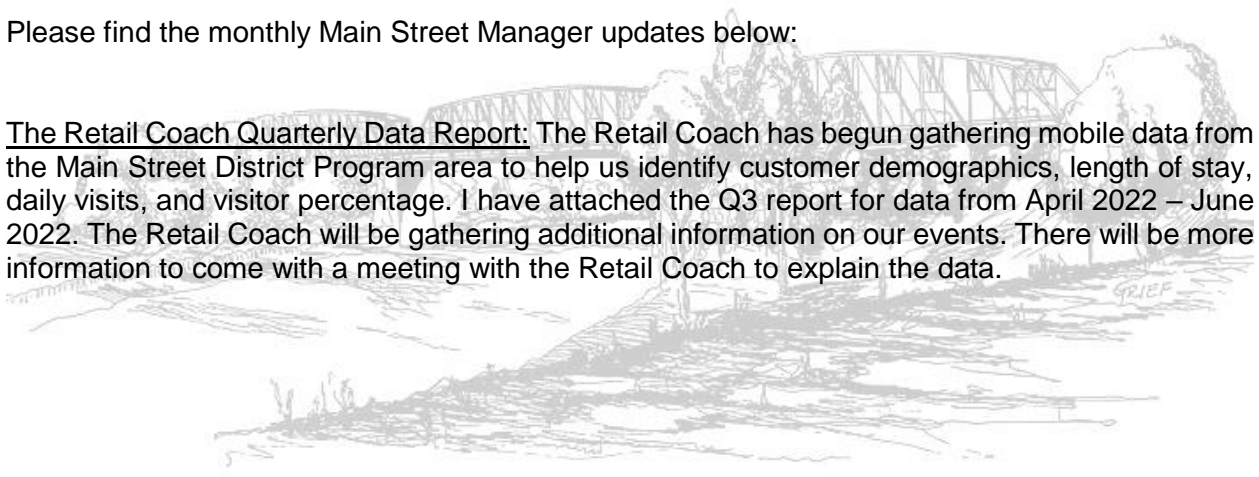 Please find the monthly Main Street Manager updates below:
The Retail Coach Quarterly Data Report: The Retail Coach has begun gathering mobile data from
the Main Street District Program area to help us identify customer demographics, length of stay,
daily visits, and visitor percentage. I have attached the Q3 report for data from April 2022 – June
2022. The Retail Coach will be gathering additional information on our events. There will be more
information to come with a meeting with the Retail Coach to explain the data.
GRIEF